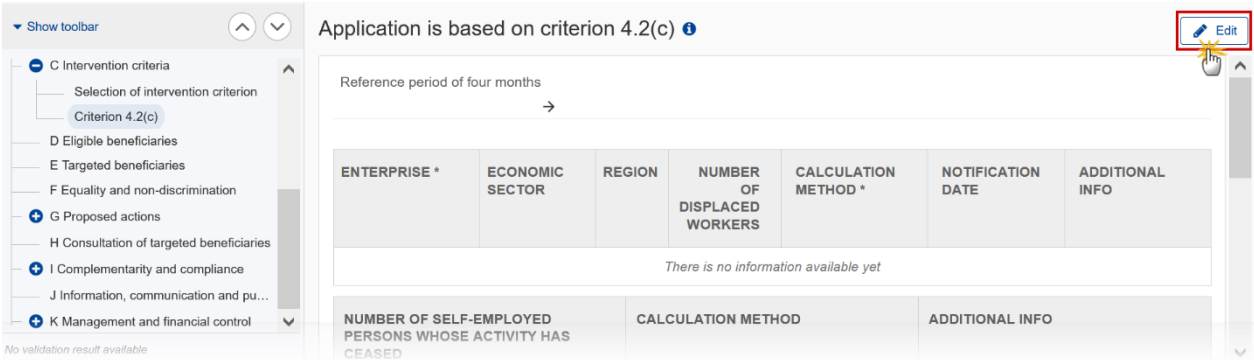 Show toolbar
C Intervention criteria
Selection of intervention criterion
Criterion 4.2(c)
D Eligible beneficiaries
E Targeted beneficiaries
F Equality and non-discrimination
G Proposed actions
H Consultation of targeted beneficiaries
I Complementarity and compliance
J Information, communication and pu...
K Management and financial control
No validation result available
Application is based on criterion 4.2(c)
Edit
Reference period of four months
ENTERPRISE *
ECONOMIC
SECTOR
REGION
NUMBER
OF
DISPLACED
WORKERS
CALCULATION
METHOD *
NOTIFICATION
DATE
ADDITIONAL
INFO
There is no information available yet
NUMBER OF SELF-EMPLOYED
PERSONS WHOSE ACTIVITY HAS
CEASED
CALCULATION METHOD
ADDITIONAL INFO